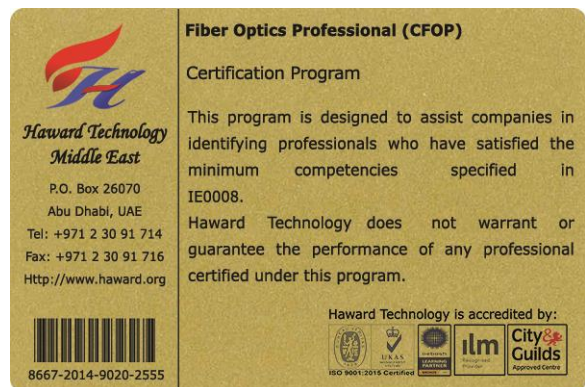 Haward Technology
Middle East
P.O. Box 26070
Abu Dhabi, UAE
Tel: +971 2 30 91 714
Fax: +971 2 30 91 716
Http://www.haward.org
8667-2014-9020-2555
Fiber Optics Professional (CFOP)
Certification Program
This program is designed to assist companies in
identifying professionals who have satisfied the
minimum competencies specified in
IE0008.
Haward Technology does not warrant or
guarantee the performance of any professional
certified under this program.
Haward Technology is accredited by:
UKAS
ISO 9001:2015 Certified
LEARNING
PARTNER
ilm
Recognised
Provider
City&
Guilds
Approved Centre